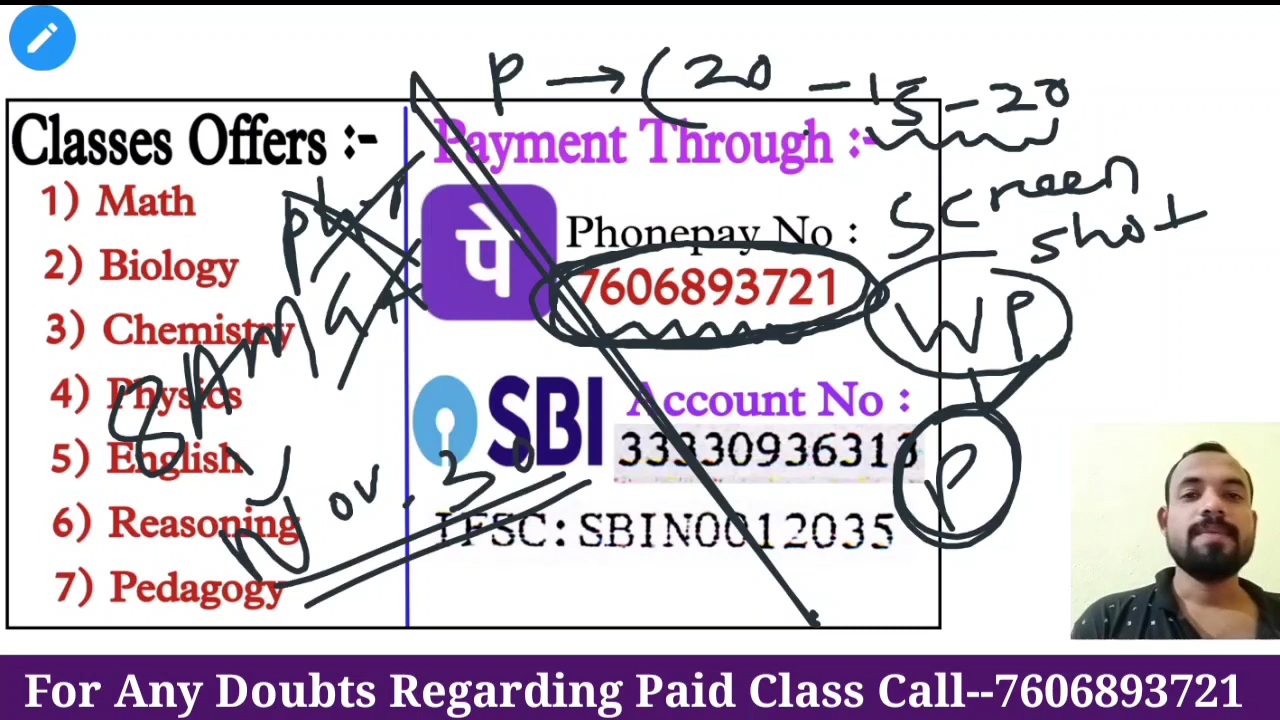 P → (20 – 15 – 20
Classes Offers :-
1) Math
2) Biology
3) Chemistry
4) Physics
5) English
6) Reasoning
7) Pedagogy
8AM
Nov. 30
Payment Through :-
पे
Phonepay No :
7606893721
Screen
shot
WP
P
SBI
Account No :
33330936313
IFSC:SBIN0012035
For Any Doubts Regarding Paid Class Call--7606893721